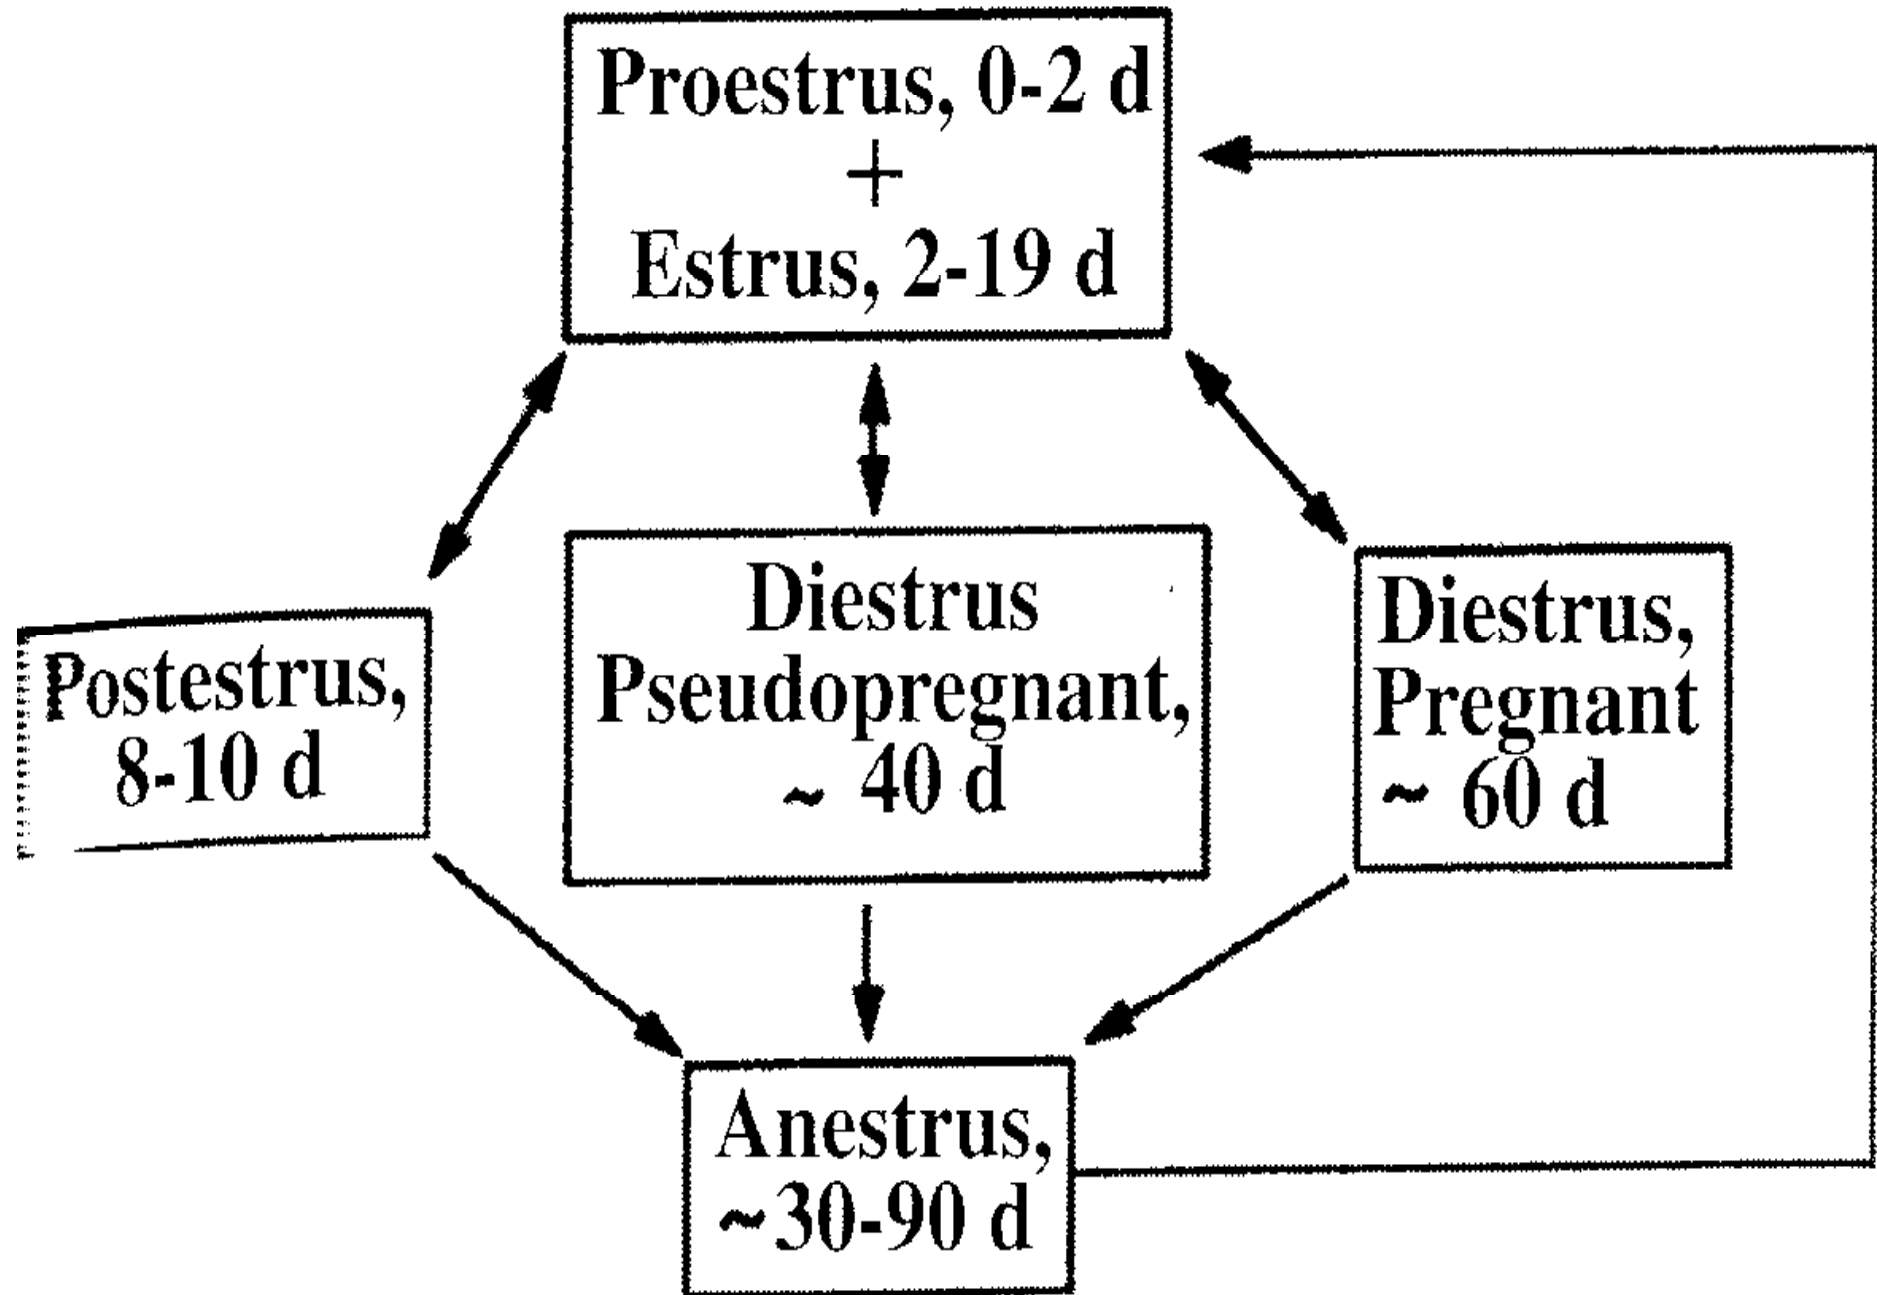 Proestrus, 0-2 d
+
Estrus, 2-19 d
Postestrus,
8-10 d
Diestrus
Pseudopregnant,
~ 40 d
Diestrus,
Pregnant
~ 60 d
Anestrus,
~30-90 d